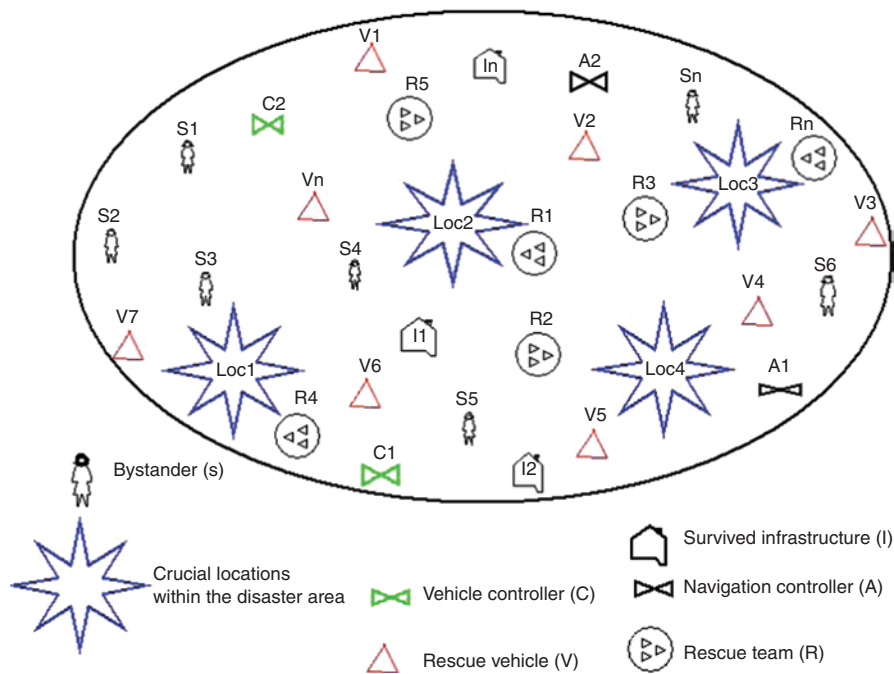 V1
In
A2
Sn
R5
C2
Rn
V2
S1
R3
Loc3
Vn
V3
Loc2
R1
S2
S4
S3
V4
S6
V7
I1
R2
Loc1
V6
Loc4
A1
R4
S5
V5
C1
I2
Bystander (s)
Crucial locations
within the disaster area
Vehicle controller (C)
Rescue vehicle (V)
Survived infrastructure (I)
Navigation controller (A)
Rescue team (R)